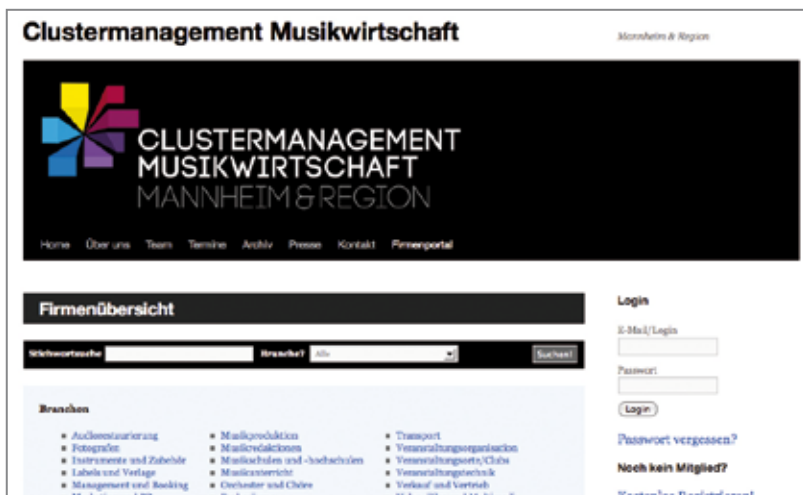 Clustermanagement Musikwirtschaft
Mannheim & Region
CLUSTERMANAGEMENT
MUSIKWIRTSCHAFT
MANNHEIM & REGION
Home Über uns Team Termine Archiv Presse Kontakt Firmenportal
Firmenübersicht
Stichwortsuche Branche? Alle Suchen!
Branchen
Audiorestaurierung
Fotografen
Instrumente und Zubehör
Labels und Verlage
Management und Booking
Musikproduktion
Musikredaktionen
Musikschulen und -hochschulen
Musikunterricht
Orchester und Chöre
Transport
Veranstaltungsorganisation
Veranstaltungsorte/Clubs
Veranstaltungstechnik
Verkauf und Vertrieb
Login
E-Mail/Login
Passwort
Login
Passwort vergessen?
Noch kein Mitglied?
Kostenlos Registrieren!